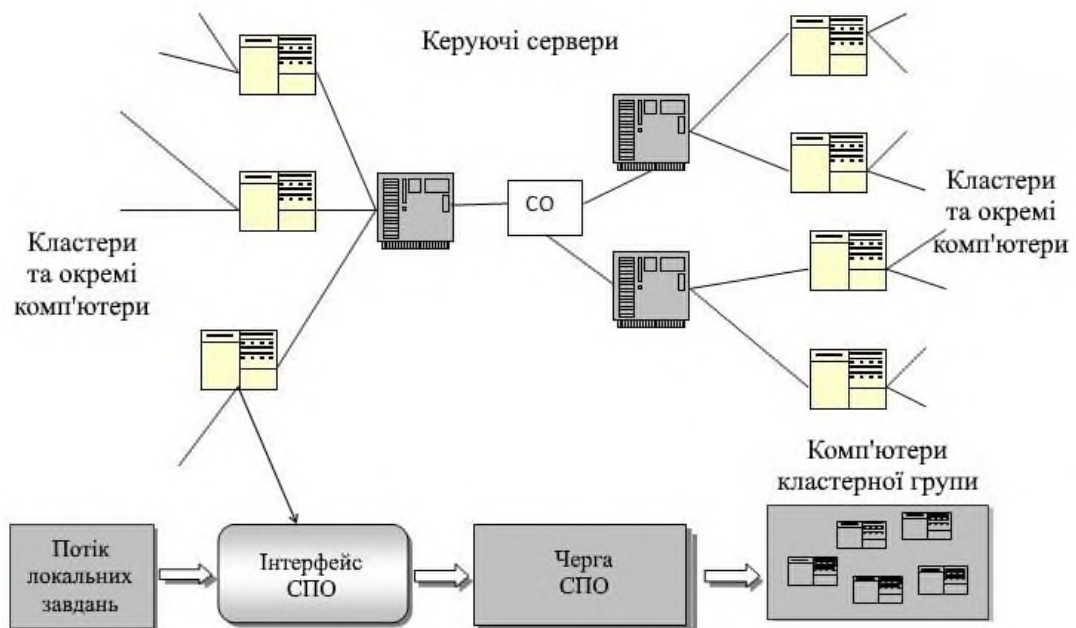 Керуючі сервери
СО
Кластери
та окремі
комп'ютери
Кластери
та окремі
комп'ютери
Комп'ютери
кластерної групи
Потік
локальних
завдань
Інтерфейс
СПО
Черга
СПО